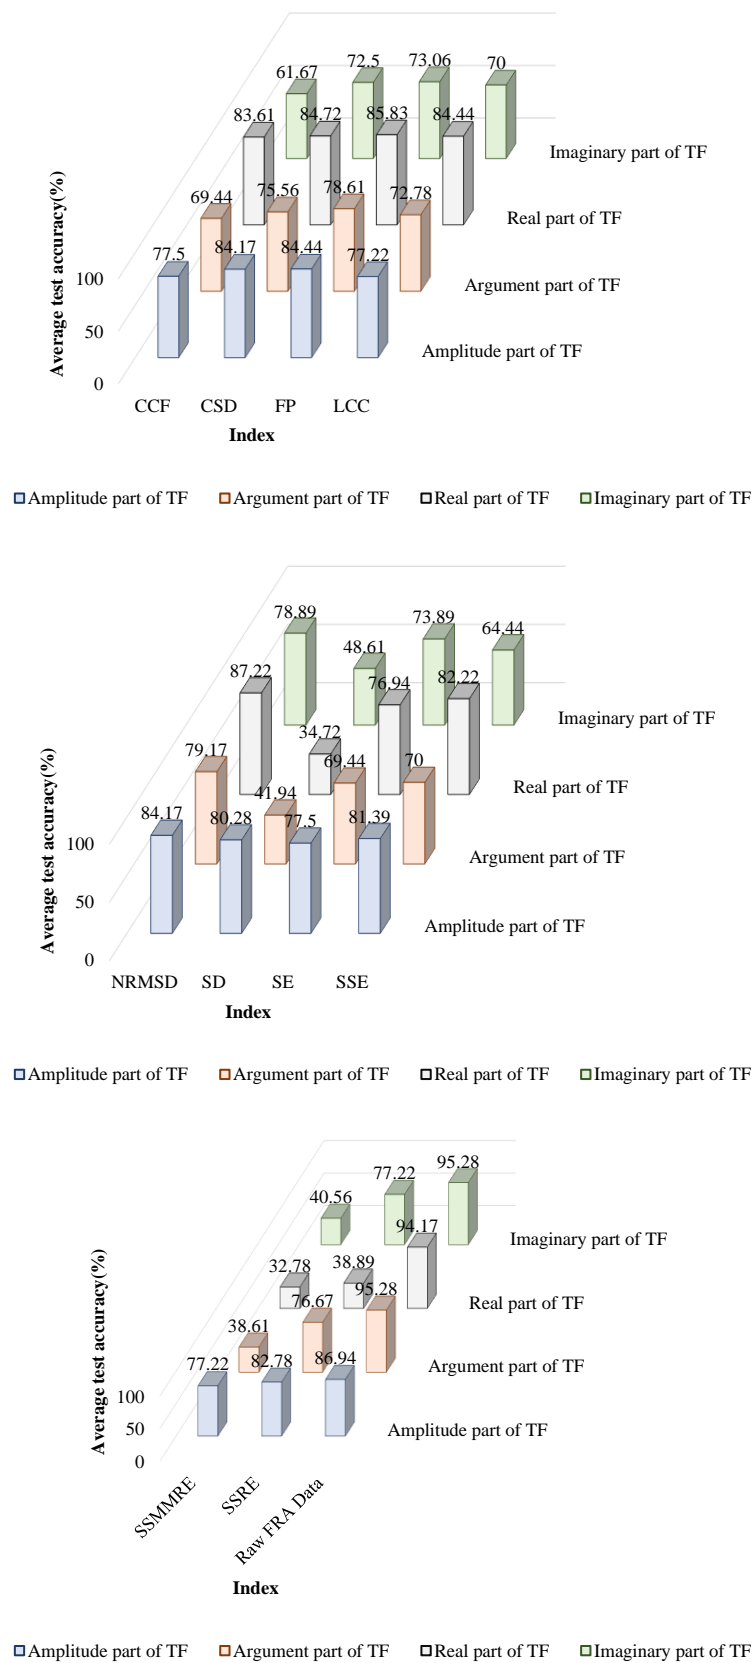 61.67 72.5 73.06 70
83.61 84.72 85.83 84.44
Imaginary part of TF
69.44 75.56 78.61 72.78
Real part of TF
77.5 84.17 84.44 77.22
Argument part of TF
Amplitude part of TF
Average test accuracy(%)
100
50
0
CCF CSD FP LCC
Index
Amplitude part of TF Argument part of TF Real part of TF Imaginary part of TF
78.89 48.61 73.89 64.44
87.22 34.72 76.94 82.22
Imaginary part of TF
79.17 41.94 69.44 70
Real part of TF
84.17 80.28 77.5 81.39
Argument part of TF
Amplitude part of TF
Average test accuracy(%)
100
50
0
NRMSD SD SE SSE
Index
Amplitude part of TF Argument part of TF Real part of TF Imaginary part of TF
40.56 77.22 95.28
32.78 38.89 94.17
Imaginary part of TF
38.61 76.67 95.28
Real part of TF
77.22 82.78 86.94
Argument part of TF
Amplitude part of TF
Average test accuracy(%)
100
50
0
SSMMRE SSRE Raw FRA Data
Index
Amplitude part of TF Argument part of TF Real part of TF Imaginary part of TF